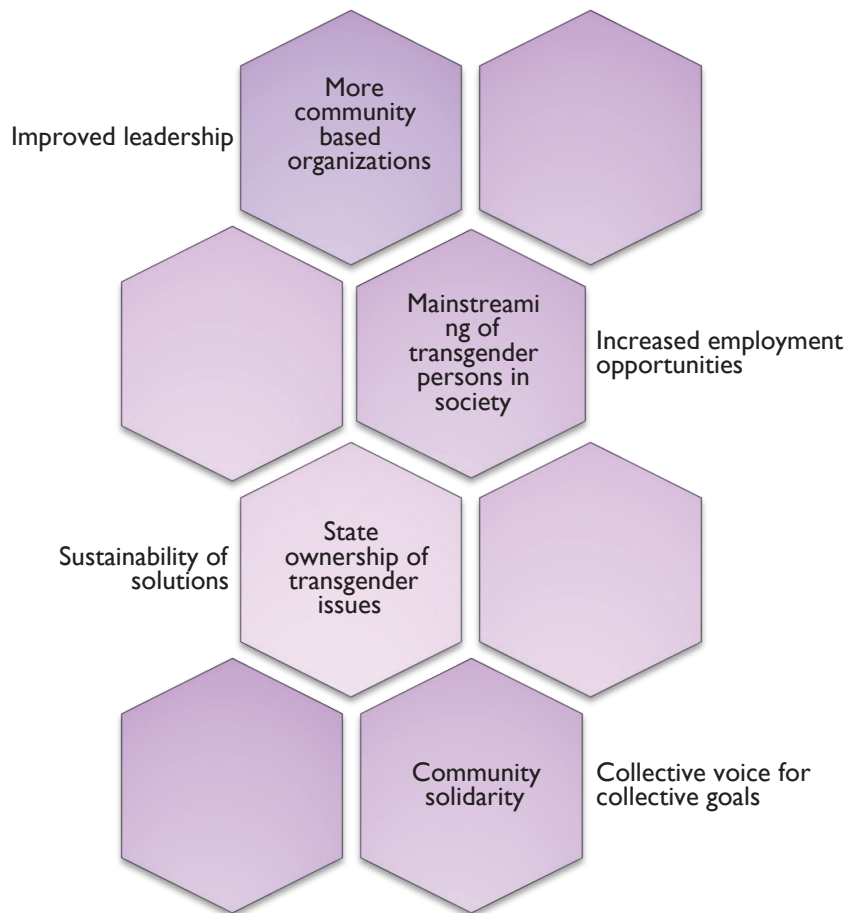 More
community
based
organizations
Improved leadership
Mainstreami
ng of
transgender
persons in
society
Increased employment
opportunities
State
ownership of
transgender
issues
Sustainability of
solutions
Community
solidarity
Collective voice for
collective goals